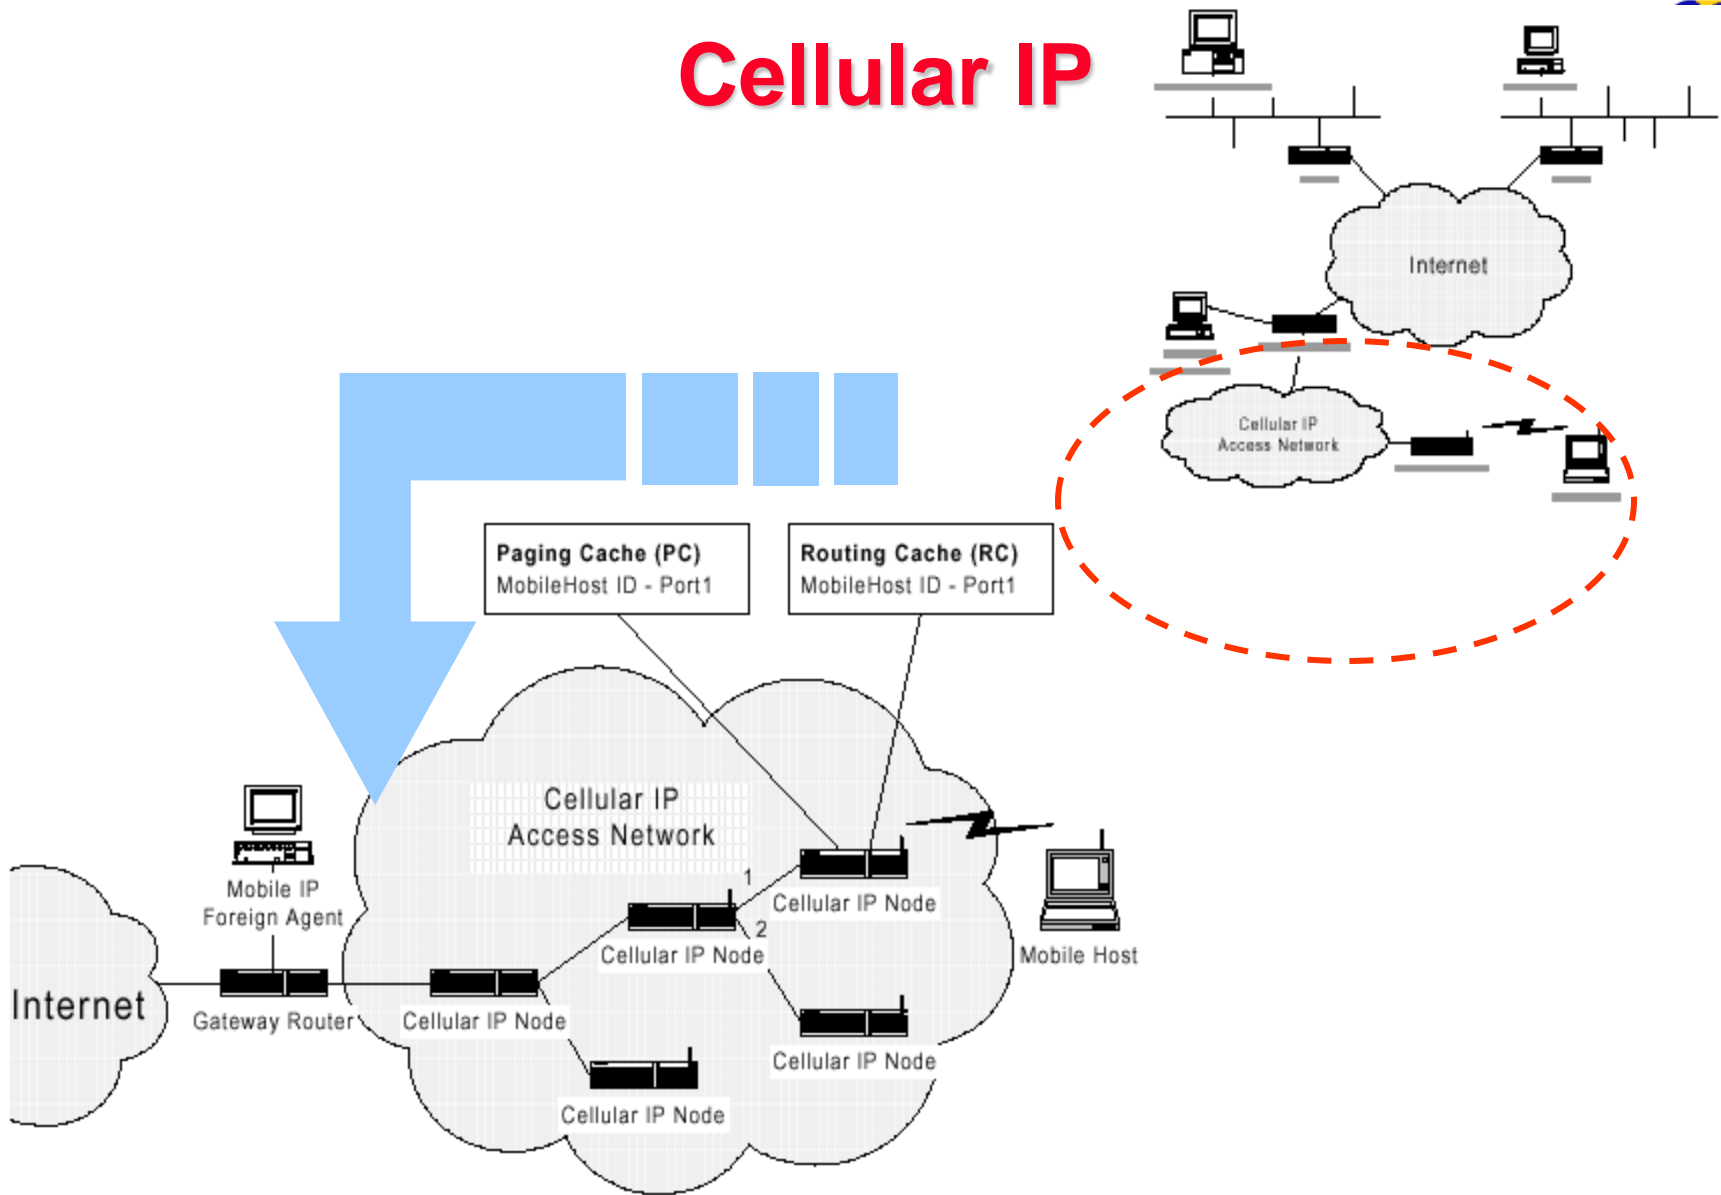 Cellular IP
Internet
Cellular IP
Access Network
Paging Cache (PC)
MobileHost ID - Port1
Routing Cache (RC)
MobileHost ID - Port1
Cellular IP
Access Network
1
Mobile IP
Foreign Agent
Cellular IP Node
2
Cellular IP Node
Mobile Host
Internet
Gateway Router
Cellular IP Node
Cellular IP Node
Cellular IP Node